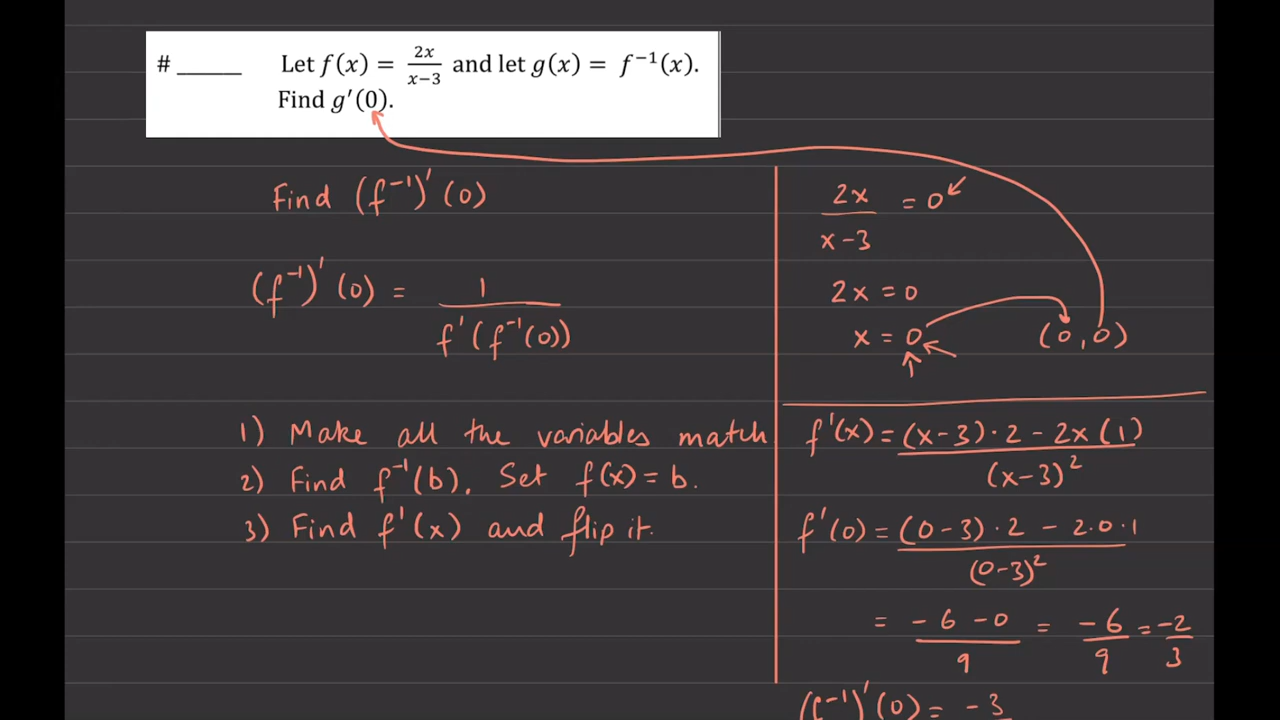 # _____ Let f(x) = 2x/(x−3) and let g(x) = f⁻¹(x).
Find g′(0).
Find (f⁻¹)′(0)
(f⁻¹)′(0) = 1/(f′(f⁻¹(0)))
1) Make all the variables match
2) Find f⁻¹(b). Set f(x) = b.
3) Find f′(x) and flip it.
2x/(x−3) = 0
2x = 0
x = 0 (0,0)
f′(x) = ((x−3)·2 − 2x(1))/(x−3)²
f′(0) = ((0−3)·2 − 2·0·1)/(0−3)²
= (−6−0)/9 = −6/9 = −2/3
(f⁻¹)′(0) = −3